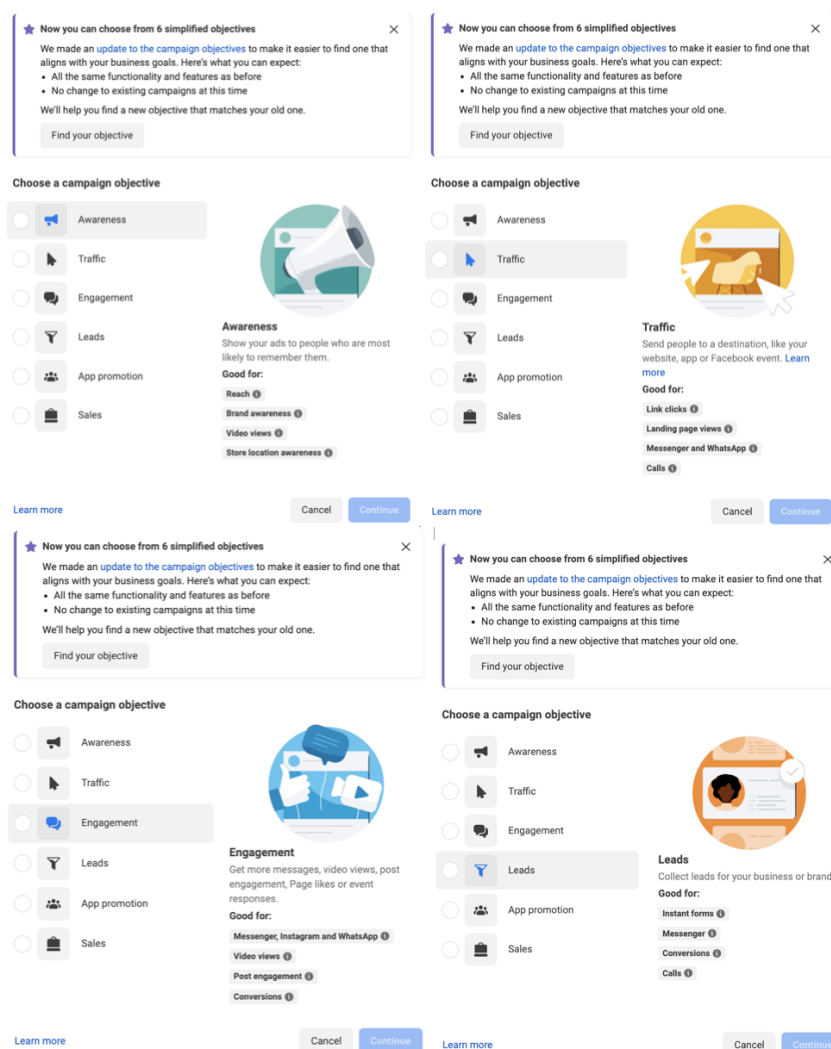 Now you can choose from 6 simplified objectives
We made an update to the campaign objectives to make it easier to find one that
aligns with your business goals. Here's what you can expect:
• All the same functionality and features as before
• No change to existing campaigns at this time
We'll help you find a new objective that matches your old one.
Find your objective
Choose a campaign objective
Awareness
Traffic
Engagement
Leads
App promotion
Sales
Awareness
Show your ads to people who are most
likely to remember them.
Good for:
Reach
Brand awareness
Video views
Store location awareness
Learn more
Cancel
Continue
Now you can choose from 6 simplified objectives
We made an update to the campaign objectives to make it easier to find one that
aligns with your business goals. Here's what you can expect:
• All the same functionality and features as before
• No change to existing campaigns at this time
We'll help you find a new objective that matches your old one.
Find your objective
Choose a campaign objective
Awareness
Traffic
Engagement
Leads
App promotion
Sales
Traffic
Send people to a destination, like your
website, app or Facebook event. Learn
more
Good for:
Link clicks
Landing page views
Messenger and WhatsApp
Calls
Learn more
Cancel
Continue
Now you can choose from 6 simplified objectives
We made an update to the campaign objectives to make it easier to find one that
aligns with your business goals. Here's what you can expect:
• All the same functionality and features as before
• No change to existing campaigns at this time
We'll help you find a new objective that matches your old one.
Find your objective
Choose a campaign objective
Awareness
Traffic
Engagement
Leads
App promotion
Sales
Engagement
Get more messages, video views, post
engagement, Page likes or event
responses.
Good for:
Messenger, Instagram and WhatsApp
Video views
Post engagement
Conversions
Learn more
Cancel
Continue
Now you can choose from 6 simplified objectives
We made an update to the campaign objectives to make it easier to find one that
aligns with your business goals. Here's what you can expect:
• All the same functionality and features as before
• No change to existing campaigns at this time
We'll help you find a new objective that matches your old one.
Find your objective
Choose a campaign objective
Awareness
Traffic
Engagement
Leads
App promotion
Sales
Leads
Collect leads for your business or brand
Good for:
Instant forms
Messenger
Conversions
Calls
Learn more
Cancel
Continue